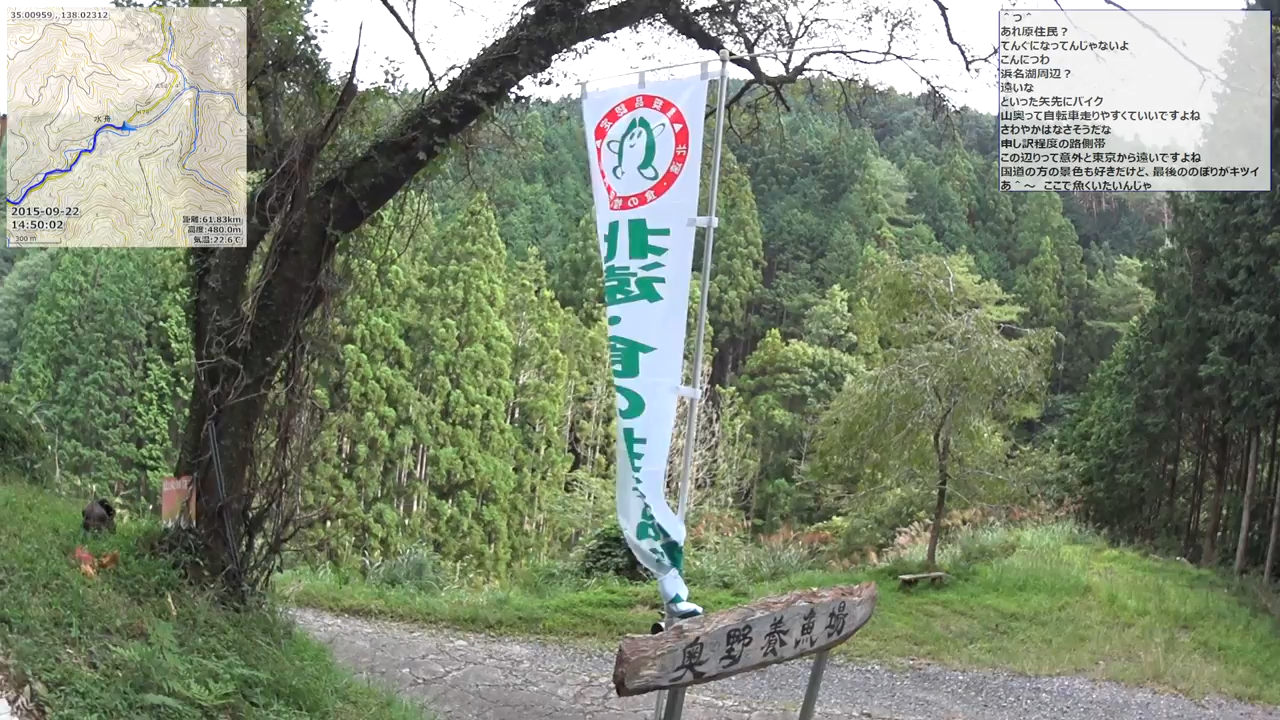 35.00959 , 138.02312
水舟
2015-09-22
14:50:02
300 m
距離:61.83km
高度:480.0m
気温:22.6℃
＾っ＾
あれ原住民？
てんぐになってんじゃないよ
こんにつわ
浜名湖周辺？
遠いな
といった矢先にバイク
山奥って自転車走りやすくていいですよね
さわやかはなさそうだな
申し訳程度の路側帯
この辺りって意外と東京から遠いですよね
国道の方の景色も好きだけど、最後ののぼりがキツイ
あ＾～ ここで魚くいたいんじゃ
北遠・食の
奥野養漁場